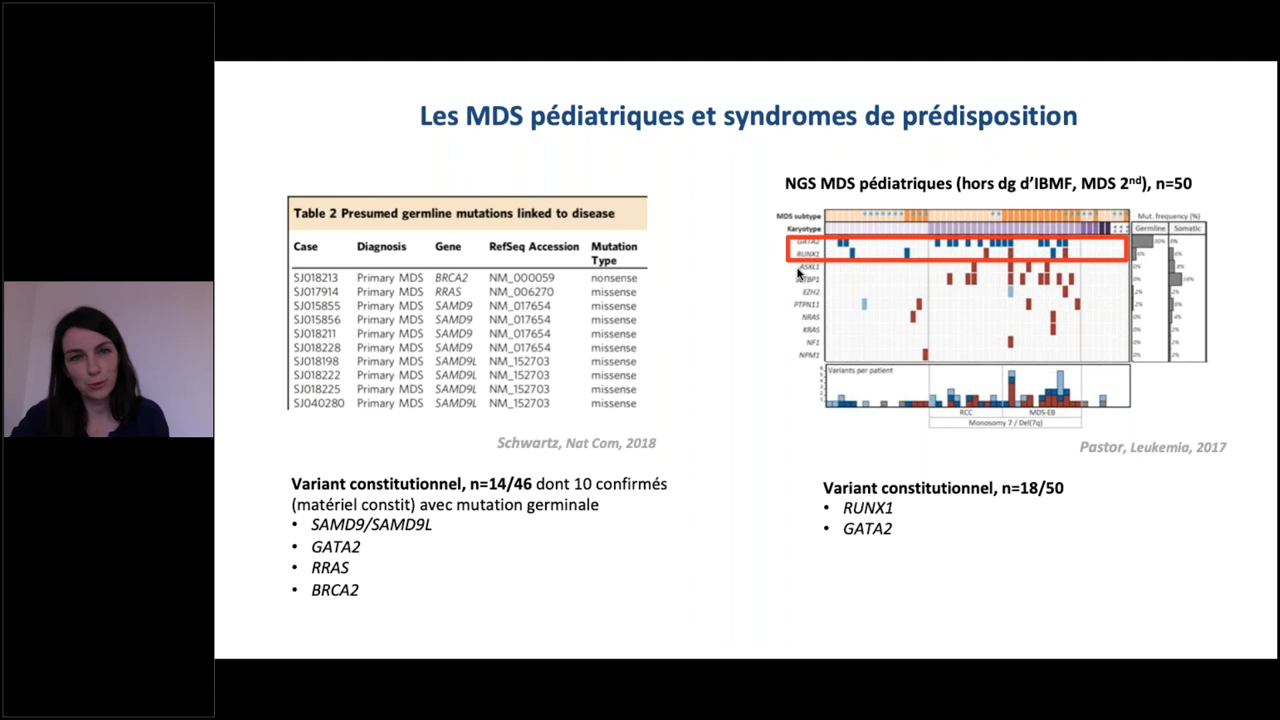 Les MDS pédiatriques et syndromes de prédisposition
Table 2 Presumed germline mutations linked to disease
Case Diagnosis Gene RefSeq Accession Mutation Type
SJ018213 Primary MDS BRCA2 NM_000059 nonsense
SJ017914 Primary MDS RRAS NM_006270 missense
SJ015855 Primary MDS SAMD9 NM_017654 missense
SJ015856 Primary MDS SAMD9 NM_017654 missense
SJ018211 Primary MDS SAMD9 NM_017654 missense
SJ018228 Primary MDS SAMD9 NM_017654 missense
SJ018198 Primary MDS SAMD9L NM_152703 missense
SJ018222 Primary MDS SAMD9L NM_152703 missense
SJ018225 Primary MDS SAMD9L NM_152703 missense
SJ040280 Primary MDS SAMD9L NM_152703 missense
Schwartz, Nat Com, 2018
Variant constitutionnel, n=14/46 dont 10 confirmés
(matériel constit) avec mutation germinale
• SAMD9/SAMD9L
• GATA2
• RRAS
• BRCA2
NGS MDS pédiatriques (hors dg d'IBMF, MDS 2nd), n=50
MDS subtype
Mut. frequency (%)
Karyotype
Germline Somatic
GATA2
RUNX1
ASXL1
EZH2
PTPN11
NRAS
KRAS
NF1
NPM1
Variants per patient
RCC MDS-EB
Monosomy 7 / Del(7q)
Pastor, Leukemia, 2017
Variant constitutionnel, n=18/50
• RUNX1
• GATA2